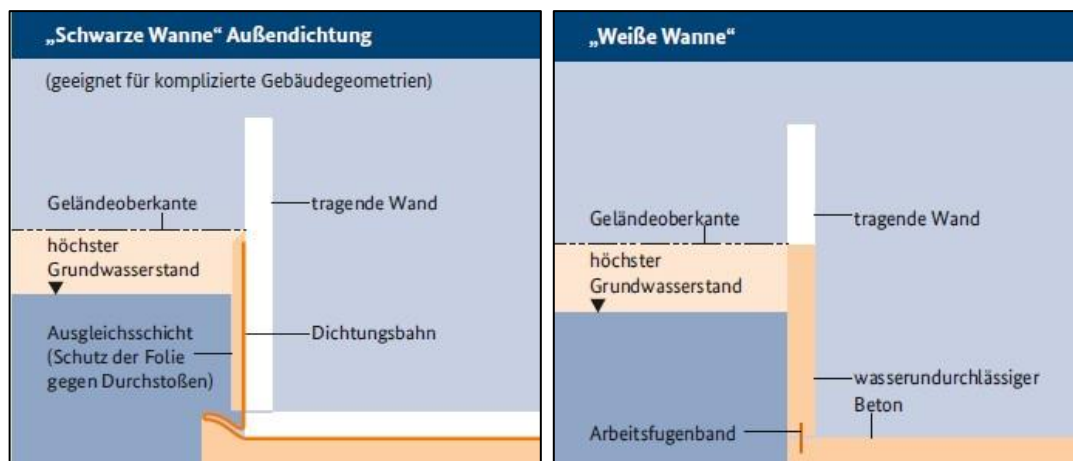 „Schwarze Wanne“ Außendichtung
(geeignet für komplizierte Gebäudegeometrien)
Geländeoberkante
tragende Wand
höchster
Grundwasserstand
Ausgleichsschicht
(Schutz der Folie
gegen Durchstoßen)
Dichtungsbahn
„Weiße Wanne“
Geländeoberkante
tragende Wand
höchster
Grundwasserstand
wasserundurchlässiger
Beton
Arbeitsfugenband